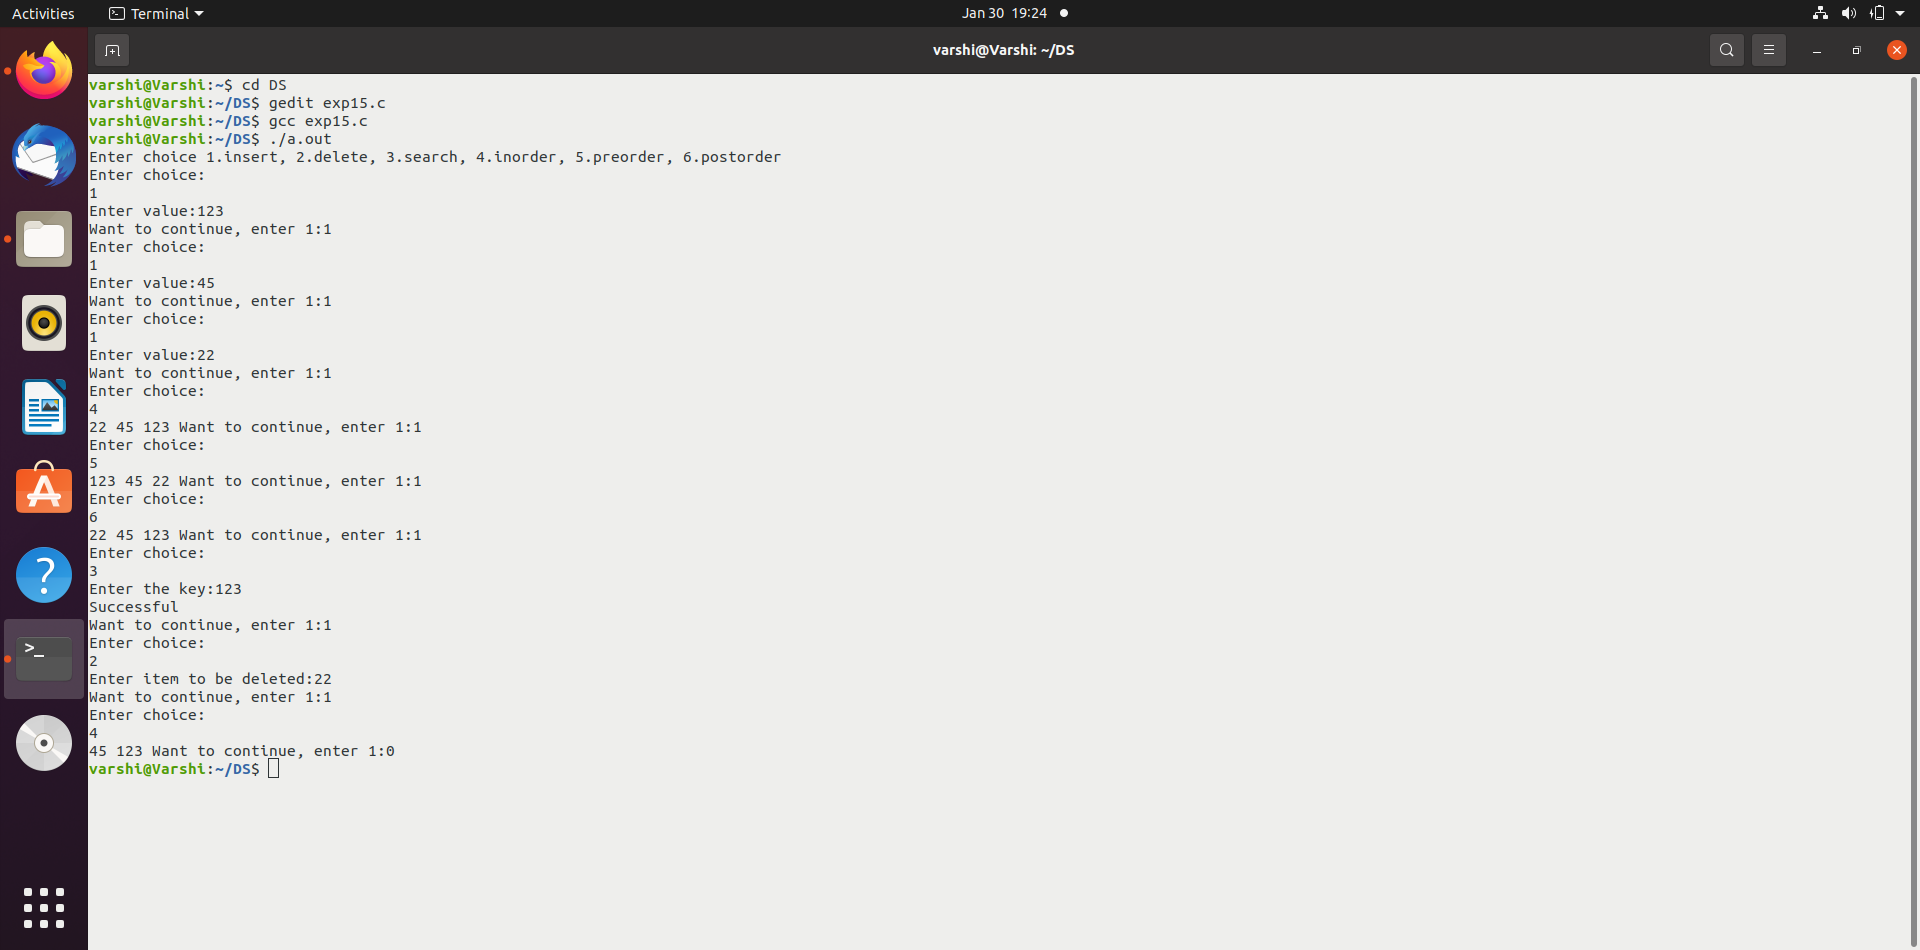 Activities Terminal Jan 30 19:24
varshi@Varshi: ~/DS
varshi@Varshi:~$ cd DS
varshi@Varshi:~/DS$ gedit exp15.c
varshi@Varshi:~/DS$ gcc exp15.c
varshi@Varshi:~/DS$ ./a.out
Enter choice 1.insert, 2.delete, 3.search, 4.inorder, 5.preorder, 6.postorder
Enter choice:
1
Enter value:123
Want to continue, enter 1:1
Enter choice:
1
Enter value:45
Want to continue, enter 1:1
Enter choice:
1
Enter value:22
Want to continue, enter 1:1
Enter choice:
4
22 45 123 Want to continue, enter 1:1
Enter choice:
5
123 45 22 Want to continue, enter 1:1
Enter choice:
6
22 45 123 Want to continue, enter 1:1
Enter choice:
3
Enter the key:123
Successful
Want to continue, enter 1:1
Enter choice:
2
Enter item to be deleted:22
Want to continue, enter 1:1
Enter choice:
4
45 123 Want to continue, enter 1:0
varshi@Varshi:~/DS$